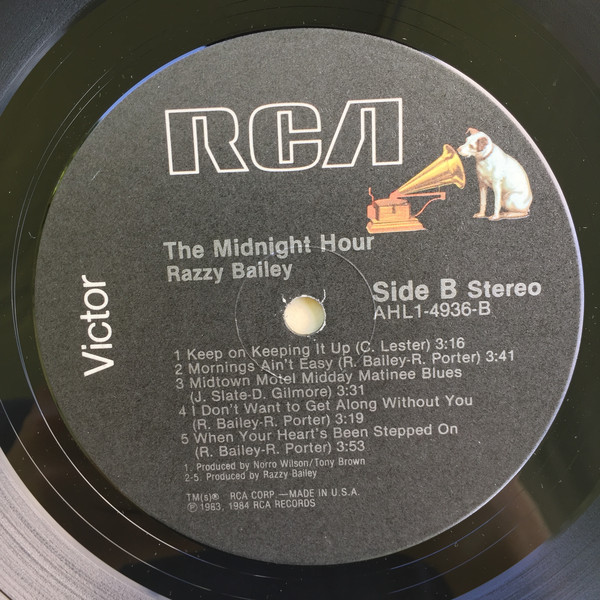 RCA
The Midnight Hour
Razzy Bailey
Victor
Side B Stereo
AHL1-4936-B
1 Keep on Keeping It Up (C. Lester) 3:16
2 Mornings Ain't Easy (R. Bailey-R. Porter) 3:41
3 Midtown Motel Midday Matinee Blues
(J. Slate-D. Gilmore) 3:31
4 I Don't Want to Get Along Without You
(R. Bailey-R. Porter) 3:19
5 When Your Heart's Been Stepped On
(R. Bailey-R. Porter) 3:53
1. Produced by Norro Wilson/Tony Brown
2-5. Produced by Razzy Bailey
TM(s)® RCA CORP.—MADE IN U.S.A.
℗ 1983, 1984 RCA RECORDS